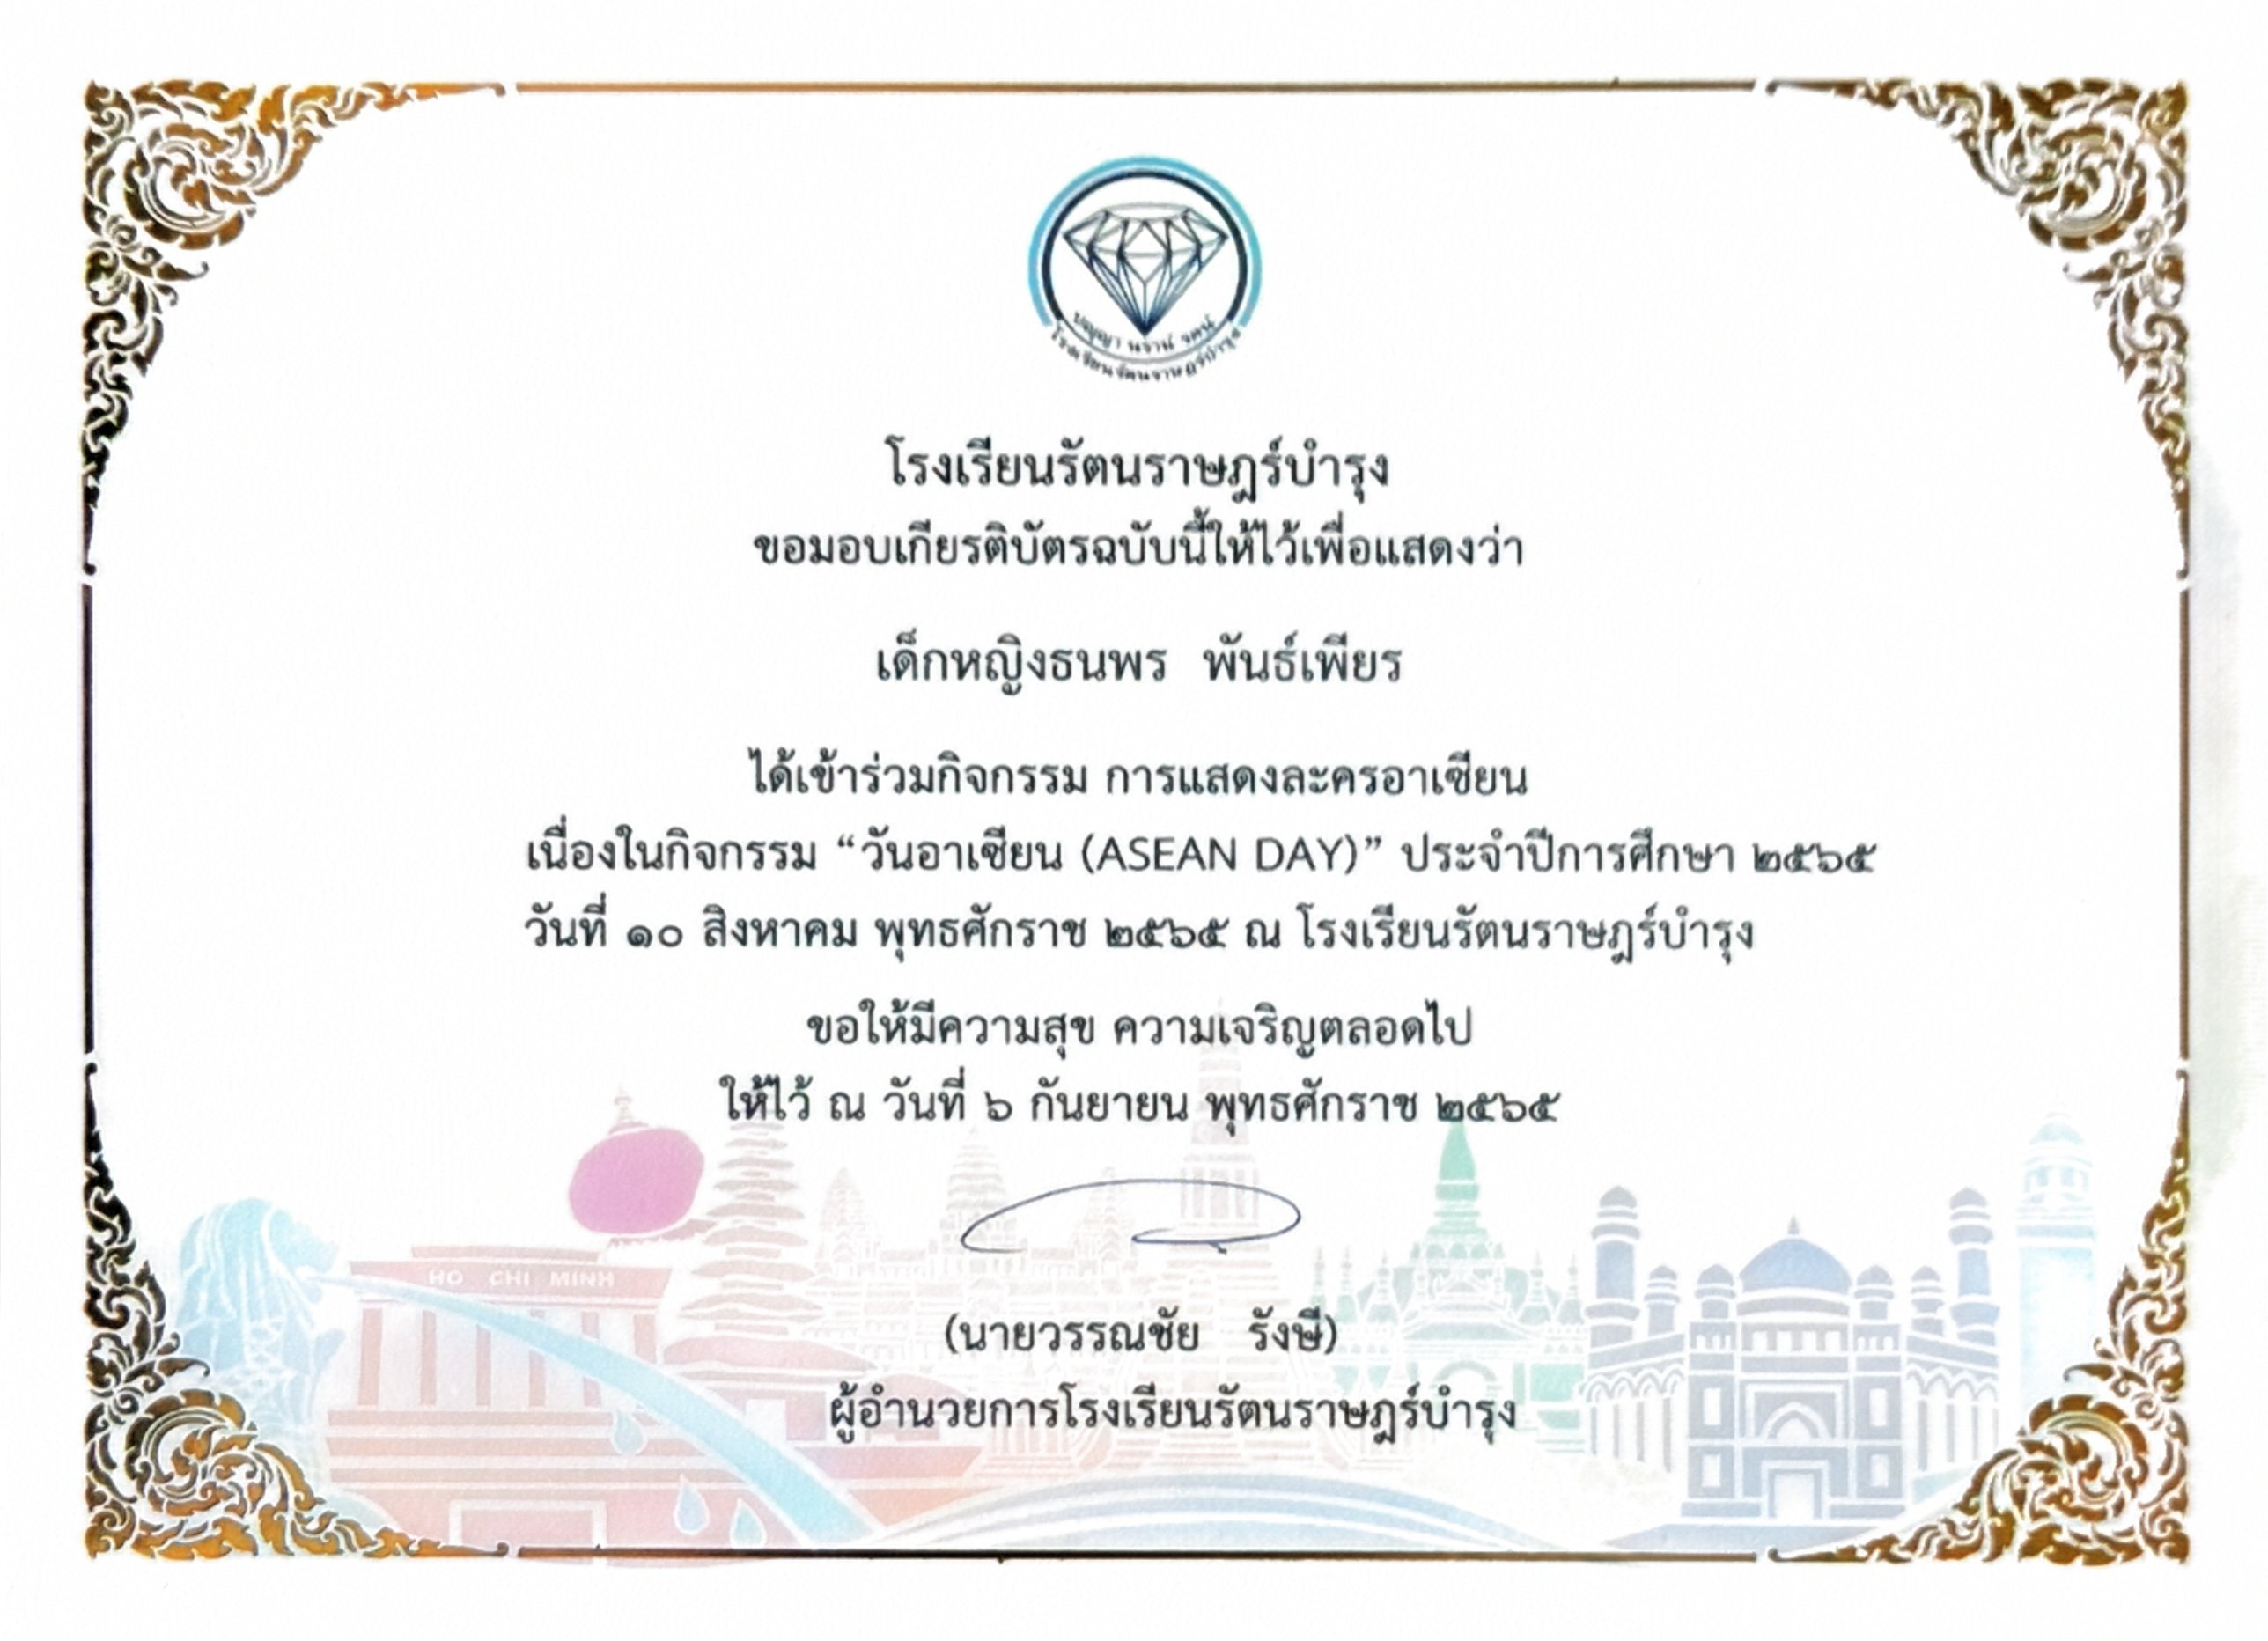 ปญญา นราน รตน
โรงเรียนรัตนราษฎร์บำรุง
โรงเรียนรัตนราษฎร์บำรุง
ขอมอบเกียรติบัตรฉบับนี้ให้ไว้เพื่อแสดงว่า
เด็กหญิงธนพร พันธ์เพียร
ได้เข้าร่วมกิจกรรม การแสดงละครอาเซียน
เนื่องในกิจกรรม “วันอาเซียน (ASEAN DAY)” ประจำปีการศึกษา ๒๕๖๕
วันที่ ๑๐ สิงหาคม พุทธศักราช ๒๕๖๕ ณ โรงเรียนรัตนราษฎร์บำรุง
ขอให้มีความสุข ความเจริญตลอดไป
ให้ไว้ ณ วันที่ ๖ กันยายน พุทธศักราช ๒๕๖๕
HO CHI MINH
(นายวรรณชัย รังษี)
ผู้อำนวยการโรงเรียนรัตนราษฎร์บำรุง